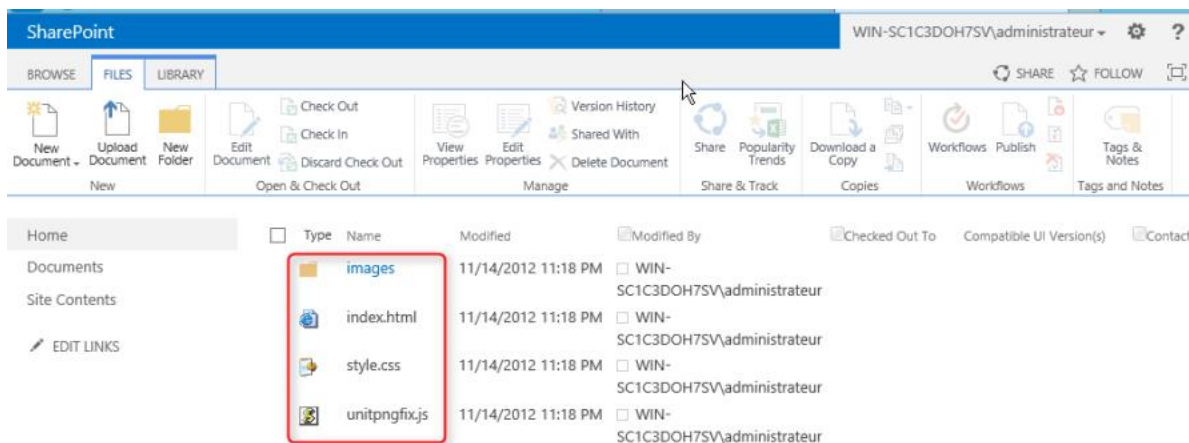 SharePoint
WIN-SC1C3DOH7SV\administrateur
?
BROWSE FILES LIBRARY
SHARE FOLLOW
New Document
Upload Document
New Folder
New
Edit Document
Check Out
Check In
Discard Check Out
Open & Check Out
View Properties
Edit Properties
Version History
Shared With
Delete Document
Manage
Share
Popularity Trends
Share & Track
Download a Copy
Copies
Workflows
Publish
Workflows
Tags & Notes
Tags and Notes
Home
Documents
Site Contents
EDIT LINKS
Type Name Modified Modified By Checked Out To Compatible UI Version(s) Contact
images 11/14/2012 11:18 PM WIN-
SC1C3DOH7SV\administrateur
index.html 11/14/2012 11:18 PM WIN-
SC1C3DOH7SV\administrateur
style.css 11/14/2012 11:18 PM WIN-
SC1C3DOH7SV\administrateur
unitpngfix.js 11/14/2012 11:18 PM WIN-
SC1C3DOH7SV\administrateur